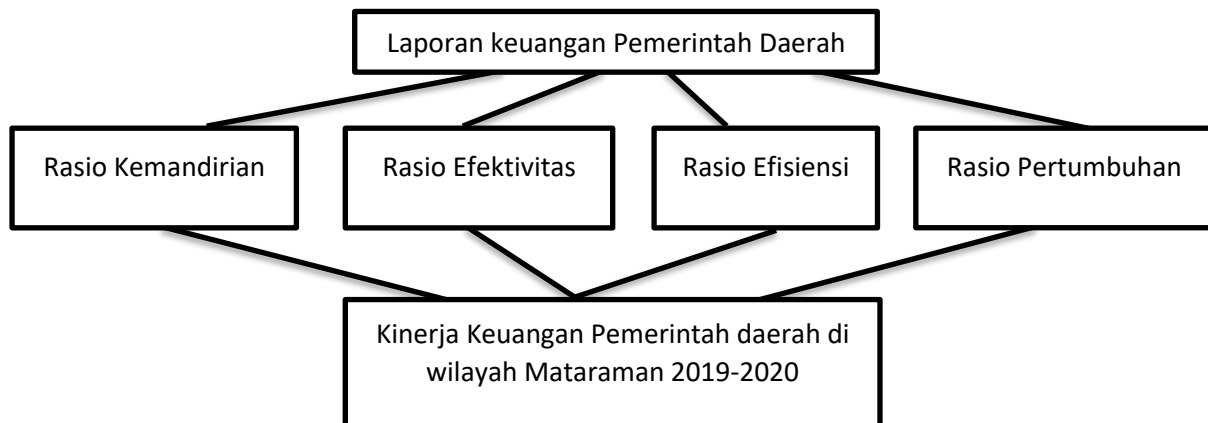 Laporan keuangan Pemerintah Daerah
Rasio Kemandirian
Rasio Efektivitas
Rasio Efisiensi
Rasio Pertumbuhan
Kinerja Keuangan Pemerintah daerah di
wilayah Mataraman 2019-2020